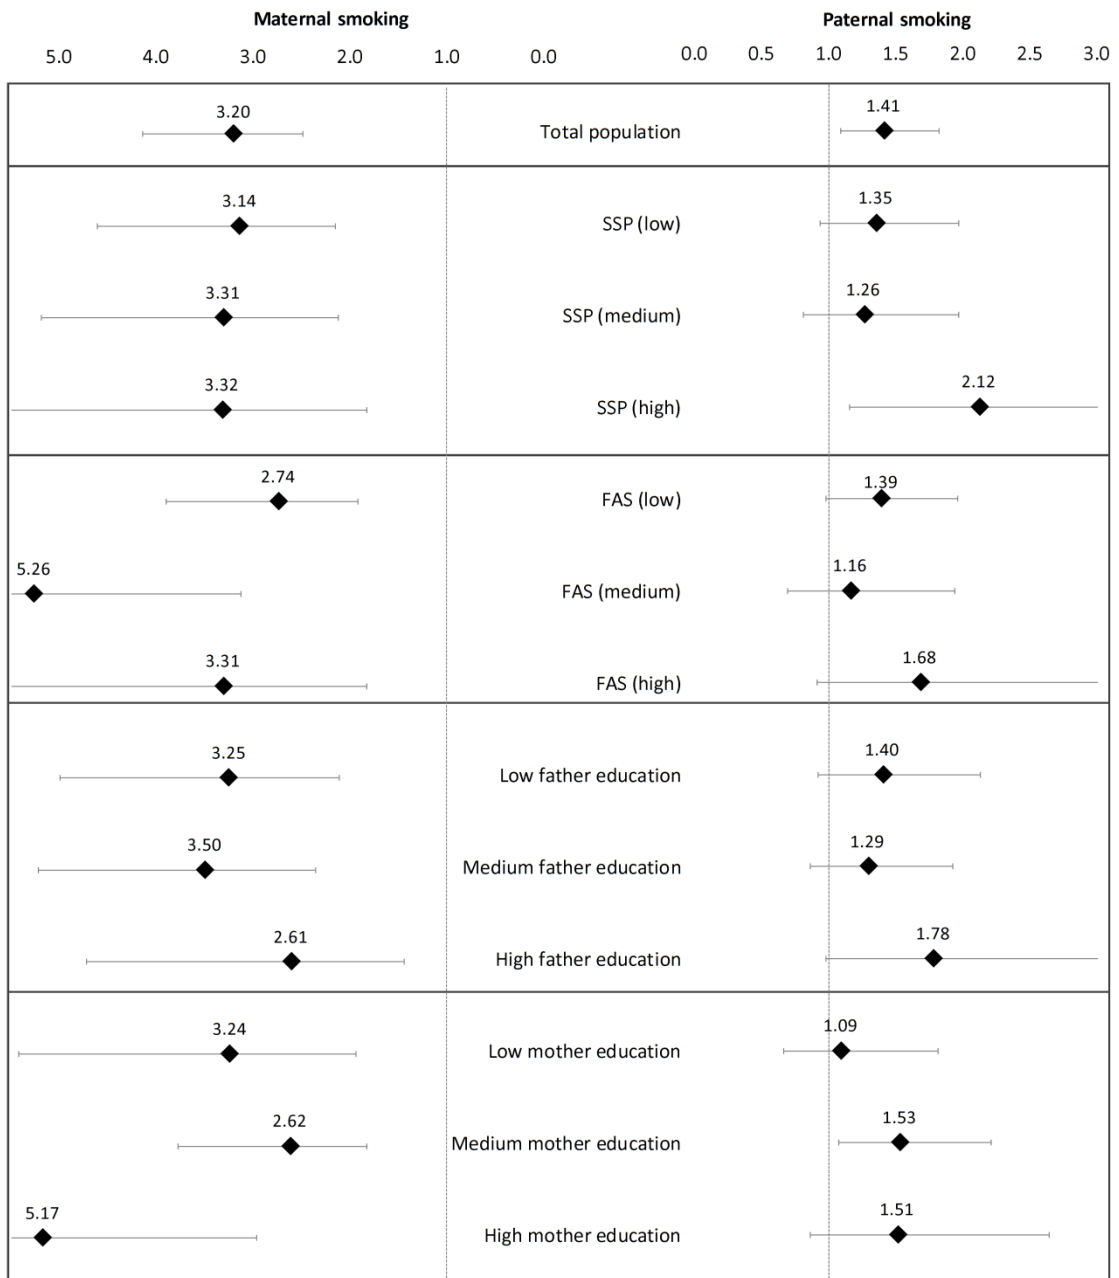 Maternal smoking Paternal smoking
5.0 4.0 3.0 2.0 1.0 0.0 0.0 0.5 1.0 1.5 2.0 2.5 3.0
3.20 Total population 1.41
3.14 SSP (low) 1.35
3.31 SSP (medium) 1.26
3.32 SSP (high) 2.12
2.74 FAS (low) 1.39
5.26 FAS (medium) 1.16
3.31 FAS (high) 1.68
3.25 Low father education 1.40
3.50 Medium father education 1.29
2.61 High father education 1.78
3.24 Low mother education 1.09
2.62 Medium mother education 1.53
5.17 High mother education 1.51